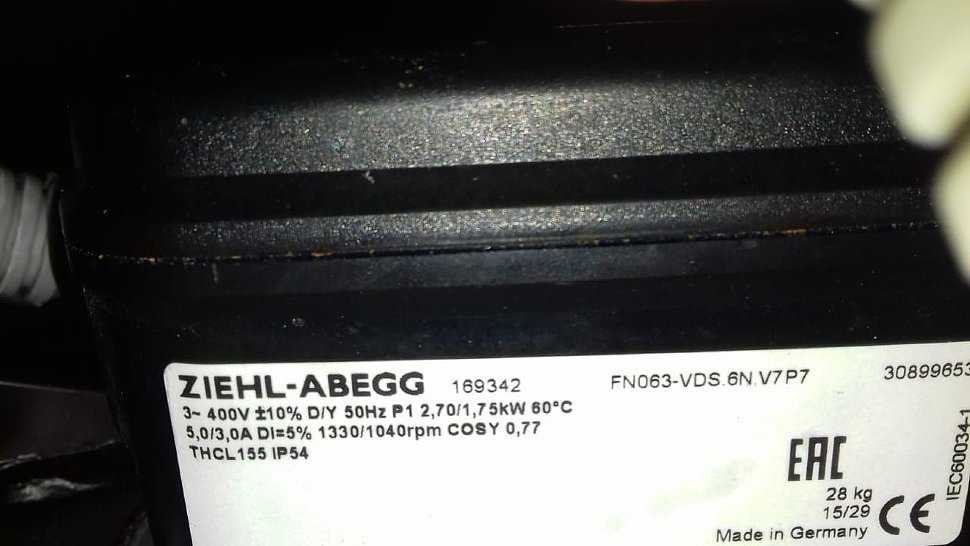 ZIEHL-ABEGG 169342 FN063-VDS.6N.V7P7 30899653
3~ 400V ±10% D/Y 50Hz P1 2,70/1,75kW 60°C
5,0/3,0A DI=5% 1330/1040rpm COSY 0,77
THCL155 IP54
EAC
28 kg
15/29
Made in Germany CE
IEC60034-1